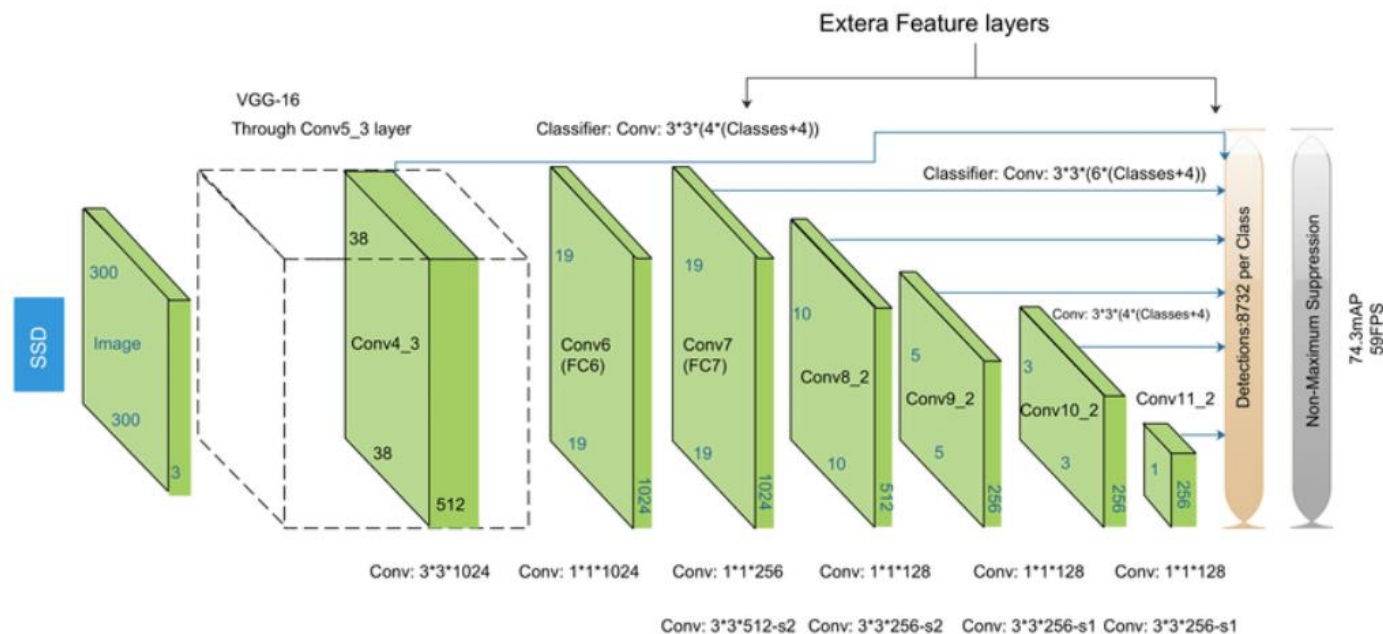 Extera Feature layers
VGG-16
Through Conv5_3 layer
Classifier: Conv: 3*3*(4*(Classes+4))
Classifier: Conv: 3*3*(6*(Classes+4))
SSD
300
Image
300
3
38
Conv4_3
38
512
19
Conv6
(FC6)
19
1024
19
Conv7
(FC7)
19
1024
10
Conv8_2
10
512
5
Conv9_2
5
256
Conv: 3*3*(4*(Classes+4)
3
Conv10_2
3
256
Conv11_2
1
256
Detections:8732 per Class
Non-Maximum Suppression
74.3mAP
59FPS
Conv: 3*3*1024
Conv: 1*1*1024
Conv: 1*1*256
Conv: 1*1*128
Conv: 1*1*128
Conv: 1*1*128
Conv: 3*3*512-s2
Conv: 3*3*256-s2
Conv: 3*3*256-s1
Conv: 3*3*256-s1